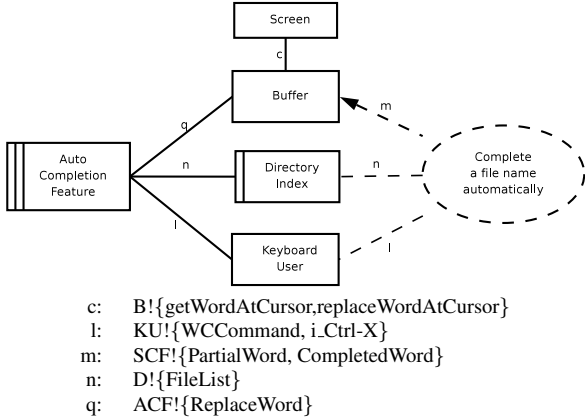 Screen
c
Buffer
q
m
Auto
Completion
Feature
n
Directory
Index
n
Complete
a file name
automatically
l
Keyboard
User
l
c: B!{getWordAtCursor,replaceWordAtCursor}
l: KU!{WCCommand, i_Ctrl-X}
m: SCF!{PartialWord, CompletedWord}
n: D!{FileList}
q: ACF!{ReplaceWord}